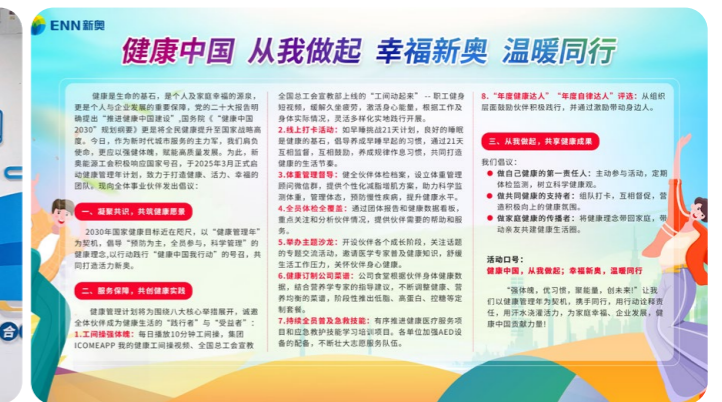 ENN新奥
健康中国 从我做起 幸福新奥 温暖同行
健康是生命的基石，是个人及家庭幸福的源泉，
更是个人与企业发展的重要保障，党的二十大报告明
确提出“推进健康中国建设”,国务院《“健康中国
2030”规划纲要》更是将全民健康提升至国家战略高
度。今日，作为新时代城市服务的主力军，我们肩负
使命，更应以强健体魄，赋能高质量发展。为此，新
奥能源工会积极响应国家号召，于2025年3月正式启
动健康管理年计划，致力于打造健康、活力、幸福的
团队，现向全体事业伙伴发出倡议：
一、凝聚共识，共筑健康愿景
2030年国家健康目标近在咫尺，以“健康管理年”
为契机，倡导“预防为主，全员参与，科学管理”的
健康理念,以行动践行“健康中国我行动”的号召，共
同打造活力新奥。
二、服务保障，共创健康实践
健康管理计划将为围绕八大核心举措展开，诚邀
全体伙伴成为健康生活的“践行者”与“受益者”：
1.工间操强体魄：每日播放10分钟工间操，集团
ICOMEAPP 我的健康工间操视频、全国总工会宣教
全国总工会宣教部上线的“工间动起来” -- 职工健身
短视频，缓解久坐疲劳，激活身心能量，根据工作及
身体实际情况，灵活多样化实地践行开展。
2.线上打卡活动：如早睡挑战21天计划，良好的睡眠
是健康的基石，倡导养成早睡早起的习惯，通过21天
互相监督，互相鼓励，养成规律作息习惯，共同打造
健康的生活节奏。
3.体重管理督导：健全伙伴体检档案，设立体重管理
顾问微信群，提供个性化减脂增肌方案，助力科学监
测体重，管理体态，预防慢性疾病，提升健康水平。
4.全员体检全覆盖：通过团体报告和健康数据看板，
重点关注和分析伙伴情况，提供伙伴需要的帮助和服
务。
5.举办主题沙龙：开设伙伴各个成长阶段，关注话题
的专题交流活动，邀请医学专家普及健康知识，舒缓
生活工作压力，关怀伙伴身心健康。
6.健康订制公司菜谱：公司食堂根据伙伴身体健康数
据，结合营养学专家的指导建议，不断调整健康、营
养均衡的菜谱，阶段性推出低脂、高蛋白、控糖等定
制套餐。
7.持续全员普及急救技能：有序推进健康医疗服务项
目和应急救护技能学习培训项目。各单位加强AED设
备的配备，不断壮大志愿服务队伍。
8.“年度健康达人”“年度自律达人”评选：从组织
层面鼓励伙伴积极践行，并通过激励带动身边人。
三、从我做起，共享健康成果
我们倡议：
● 做自己健康的第一责任人：主动参与活动，定期
体检监测，树立科学健康观。
● 做共同健康的支持者：组队打卡，互相督促，营
造积极向上的健康氛围。
● 做家庭健康的传播者：将健康理念带回家庭，带
动亲友共建健康生活圈。
活动口号：
健康中国，从我做起；幸福新奥，温暖同行
“强体魄，优习惯，聚能量，创未来!”让我
们以健康管理年为契机，携手同行，用行动诠释责
任，用汗水浇灌活力，为家庭幸福、企业发展，健
康中国贡献力量!
合